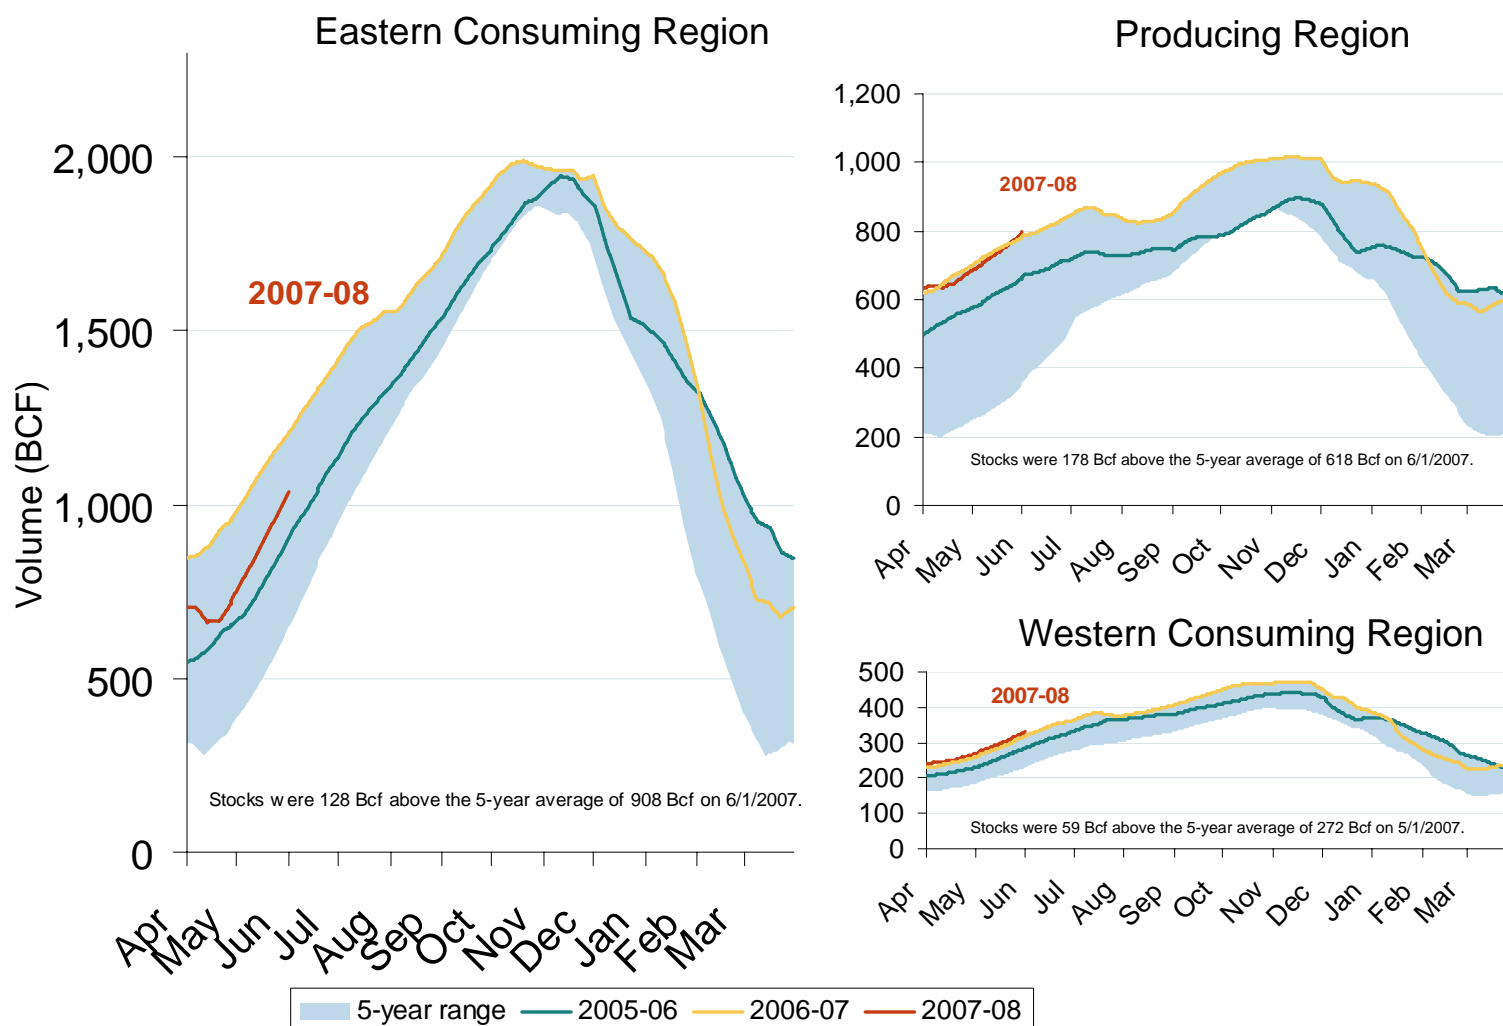 Eastern Consuming Region
Volume (BCF)
2,000
1,500
1,000
500
0
2007-08
Stocks were 128 Bcf above the 5-year average of 908 Bcf on 6/1/2007.
Apr May Jun Jul Aug Sep Oct Nov Dec Jan Feb Mar
Producing Region
1,200
1,000
800
600
400
200
0
2007-08
Stocks were 178 Bcf above the 5-year average of 618 Bcf on 6/1/2007.
Apr May Jun Jul Aug Sep Oct Nov Dec Jan Feb Mar
Western Consuming Region
500
400
300
200
100
0
2007-08
Stocks were 59 Bcf above the 5-year average of 272 Bcf on 5/1/2007.
Apr May Jun Jul Aug Sep Oct Nov Dec Jan Feb Mar
5-year range 2005-06 2006-07 2007-08